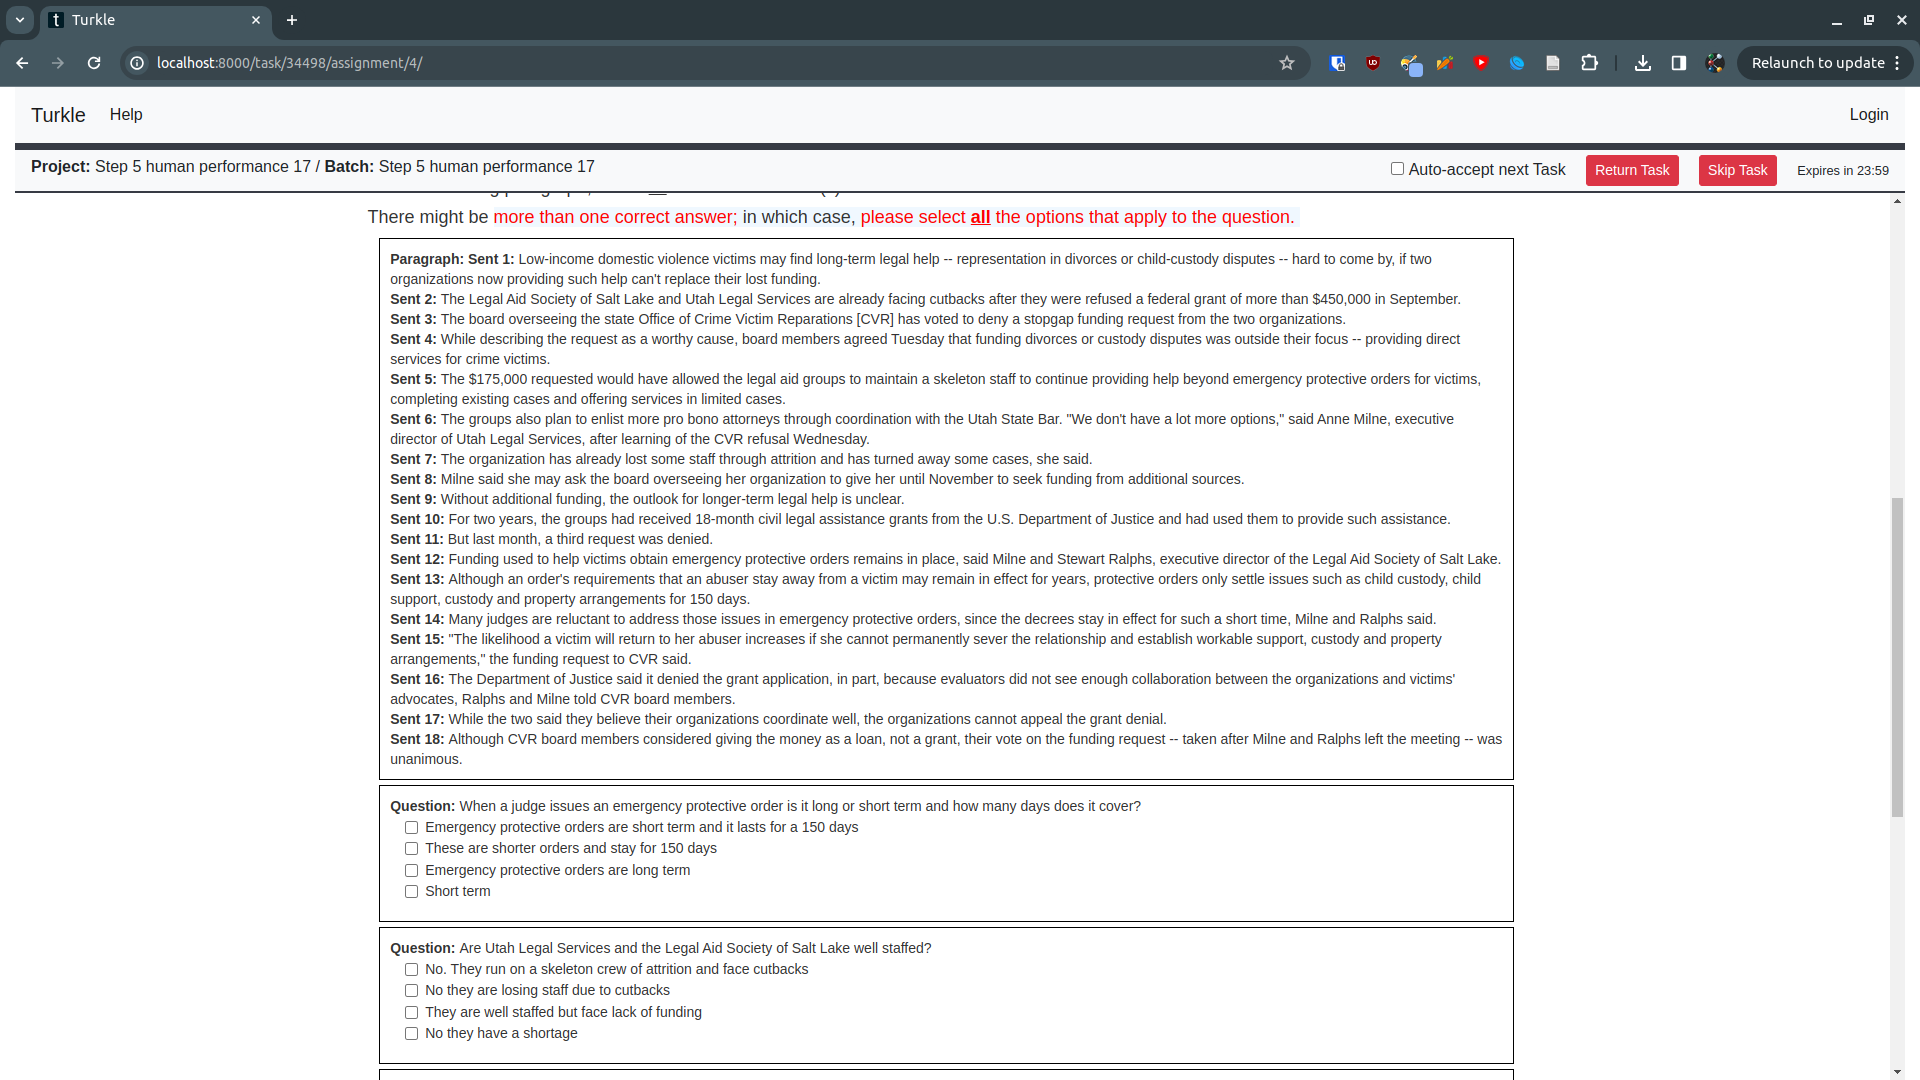 Turkle
localhost:8000/task/34498/assignment/4/
Relaunch to update
Turkle Help Login
Project: Step 5 human performance 17 / Batch: Step 5 human performance 17
Auto-accept next Task Return Task Skip Task Expires in 23:59
There might be more than one correct answer; in which case, please select all the options that apply to the question.
Paragraph: Sent 1: Low-income domestic violence victims may find long-term legal help -- representation in divorces or child-custody disputes -- hard to come by, if two
organizations now providing such help can't replace their lost funding.
Sent 2: The Legal Aid Society of Salt Lake and Utah Legal Services are already facing cutbacks after they were refused a federal grant of more than $450,000 in September.
Sent 3: The board overseeing the state Office of Crime Victim Reparations [CVR] has voted to deny a stopgap funding request from the two organizations.
Sent 4: While describing the request as a worthy cause, board members agreed Tuesday that funding divorces or custody disputes was outside their focus -- providing direct
services for crime victims.
Sent 5: The $175,000 requested would have allowed the legal aid groups to maintain a skeleton staff to continue providing help beyond emergency protective orders for victims,
completing existing cases and offering services in limited cases.
Sent 6: The groups also plan to enlist more pro bono attorneys through coordination with the Utah State Bar. "We don't have a lot more options," said Anne Milne, executive
director of Utah Legal Services, after learning of the CVR refusal Wednesday.
Sent 7: The organization has already lost some staff through attrition and has turned away some cases, she said.
Sent 8: Milne said she may ask the board overseeing her organization to give her until November to seek funding from additional sources.
Sent 9: Without additional funding, the outlook for longer-term legal help is unclear.
Sent 10: For two years, the groups had received 18-month civil legal assistance grants from the U.S. Department of Justice and had used them to provide such assistance.
Sent 11: But last month, a third request was denied.
Sent 12: Funding used to help victims obtain emergency protective orders remains in place, said Milne and Stewart Ralphs, executive director of the Legal Aid Society of Salt Lake.
Sent 13: Although an order's requirements that an abuser stay away from a victim may remain in effect for years, protective orders only settle issues such as child custody, child
support, custody and property arrangements for 150 days.
Sent 14: Many judges are reluctant to address those issues in emergency protective orders, since the decrees stay in effect for such a short time, Milne and Ralphs said.
Sent 15: "The likelihood a victim will return to her abuser increases if she cannot permanently sever the relationship and establish workable support, custody and property
arrangements," the funding request to CVR said.
Sent 16: The Department of Justice said it denied the grant application, in part, because evaluators did not see enough collaboration between the organizations and victims'
advocates, Ralphs and Milne told CVR board members.
Sent 17: While the two said they believe their organizations coordinate well, the organizations cannot appeal the grant denial.
Sent 18: Although CVR board members considered giving the money as a loan, not a grant, their vote on the funding request -- taken after Milne and Ralphs left the meeting -- was
unanimous.
Question: When a judge issues an emergency protective order is it long or short term and how many days does it cover?
Emergency protective orders are short term and it lasts for a 150 days
These are shorter orders and stay for 150 days
Emergency protective orders are long term
Short term
Question: Are Utah Legal Services and the Legal Aid Society of Salt Lake well staffed?
No. They run on a skeleton crew of attrition and face cutbacks
No they are losing staff due to cutbacks
They are well staffed but face lack of funding
No they have a shortage